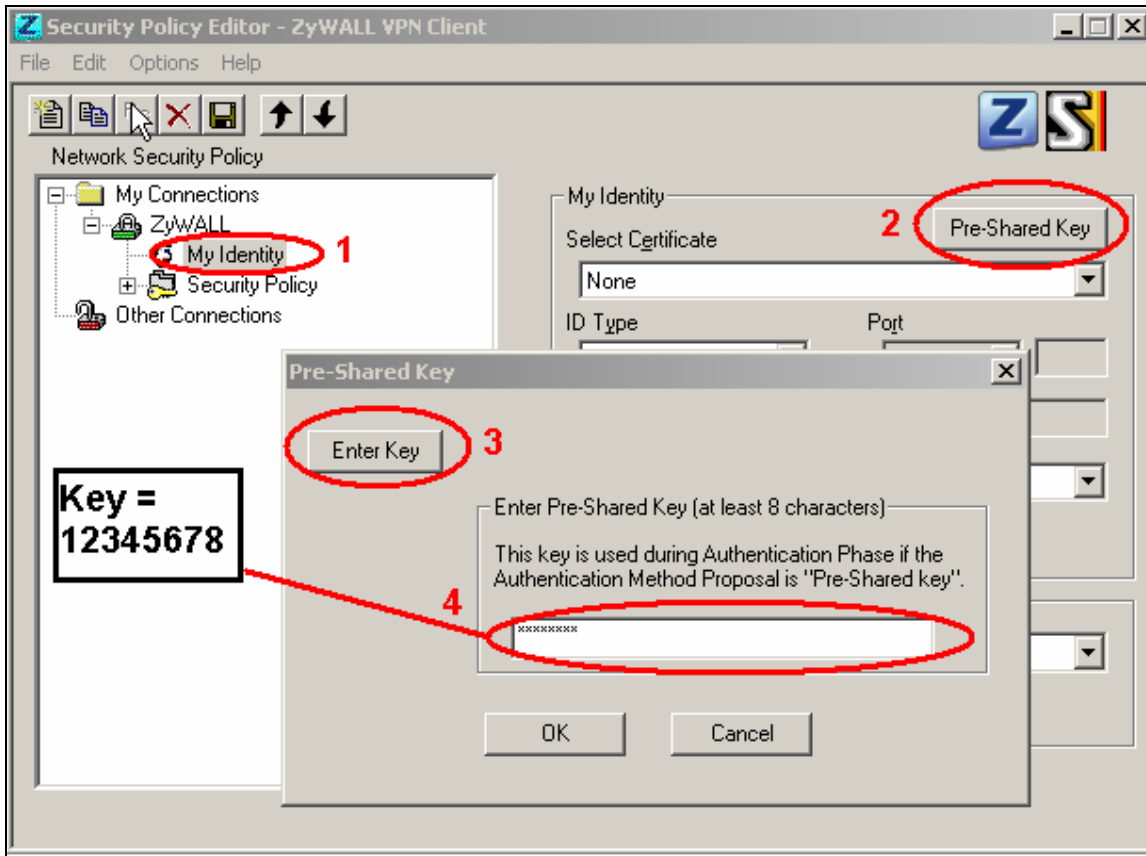 Security Policy Editor - ZyWALL VPN Client
File Edit Options Help
Network Security Policy
My Connections
ZyWALL
My Identity
1
Security Policy
Other Connections
My Identity
2
Pre-Shared Key
Select Certificate
None
ID Type
Port
Pre-Shared Key
Enter Key
3
Key =
12345678
Enter Pre-Shared Key (at least 8 characters)
This key is used during Authentication Phase if the
Authentication Method Proposal is "Pre-Shared key".
4
********
OK
Cancel